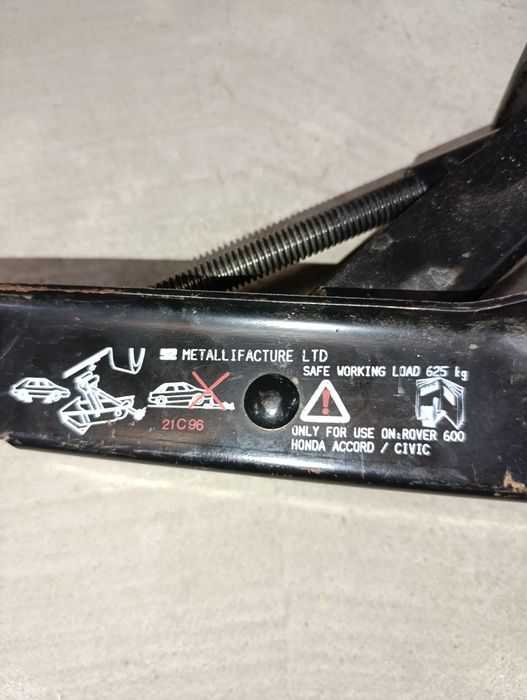 METALLIFACTURE LTD
SAFE WORKING LOAD 625 kg
21C96
ONLY FOR USE ON:ROVER 600
HONDA ACCORD / CIVIC